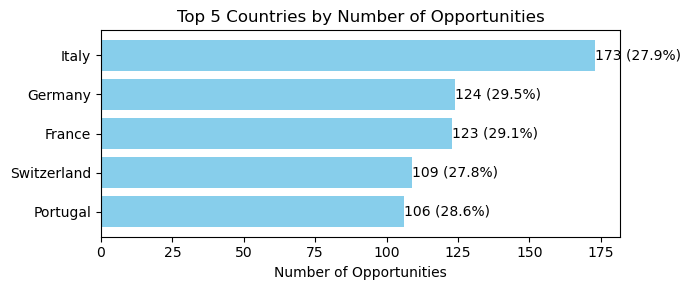 Top 5 Countries by Number of Opportunities
Italy
173 (27.9%)
Germany
124 (29.5%)
France
123 (29.1%)
Switzerland
109 (27.8%)
Portugal
106 (28.6%)
0 25 50 75 100 125 150 175
Number of Opportunities